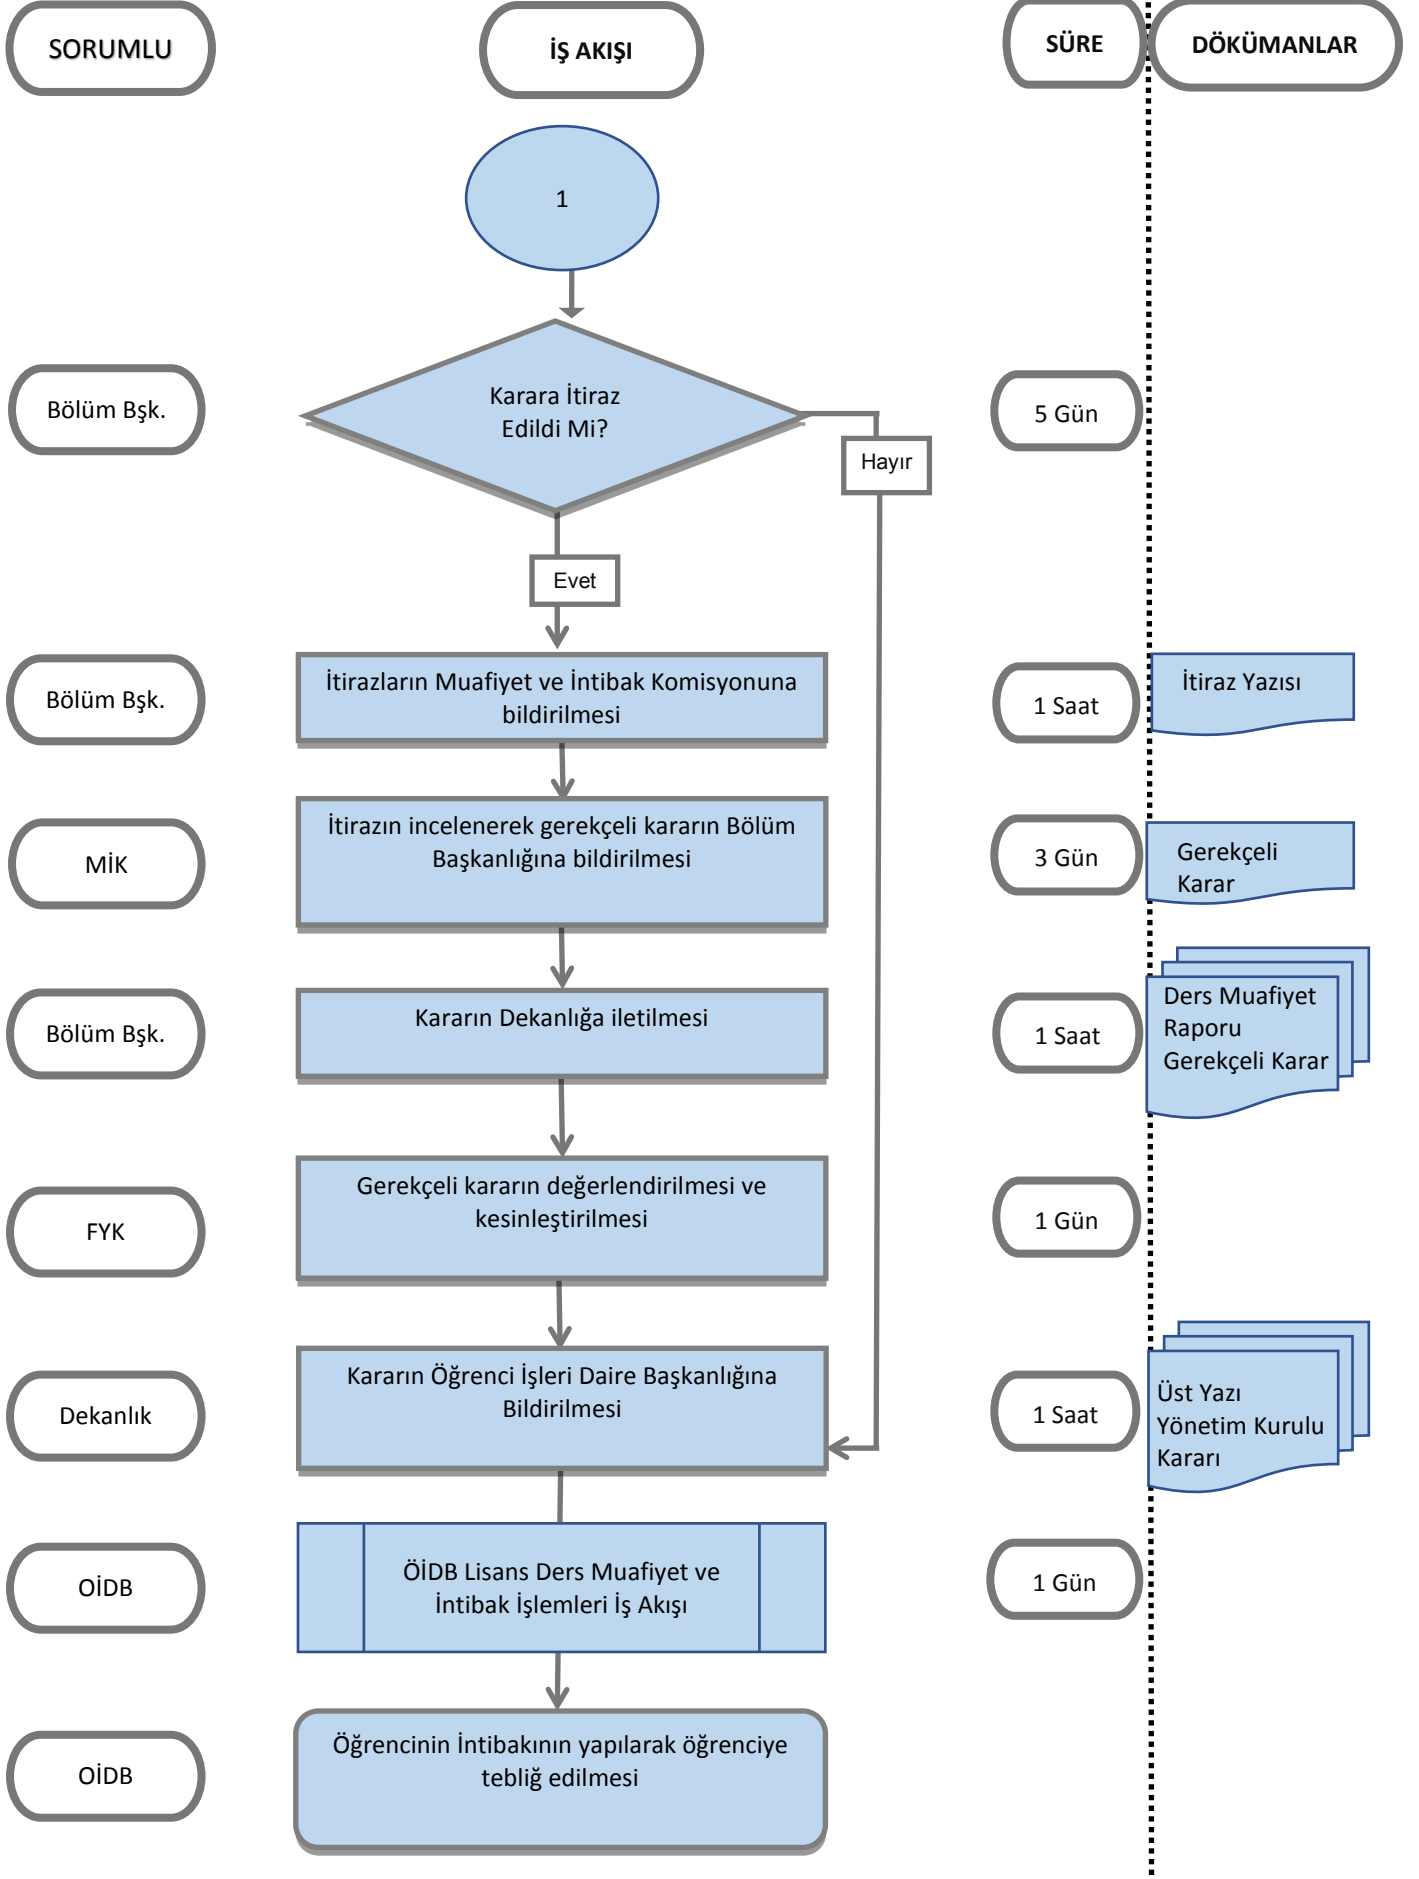 SORUMLU
İŞ AKIŞI
SÜRE
DÖKÜMANLAR
1
Bölüm Bşk.
Karara İtiraz
Edildi Mi?
5 Gün
Hayır
Evet
Bölüm Bşk.
İtirazların Muafiyet ve İntibak Komisyonuna
bildirilmesi
1 Saat
İtiraz Yazısı
MİK
İtirazın incelenerek gerekçeli kararın Bölüm
Başkanlığına bildirilmesi
3 Gün
Gerekçeli
Karar
Bölüm Bşk.
Kararın Dekanlığa iletilmesi
1 Saat
Ders Muafiyet
Raporu
Gerekçeli Karar
FYK
Gerekçeli kararın değerlendirilmesi ve
kesinleştirilmesi
1 Gün
Dekanlık
Kararın Öğrenci İşleri Daire Başkanlığına
Bildirilmesi
1 Saat
Üst Yazı
Yönetim Kurulu
Kararı
OİDB
ÖİDB Lisans Ders Muafiyet ve
İntibak İşlemleri İş Akışı
1 Gün
OİDB
Öğrencinin İntibakının yapılarak öğrenciye
tebliğ edilmesi